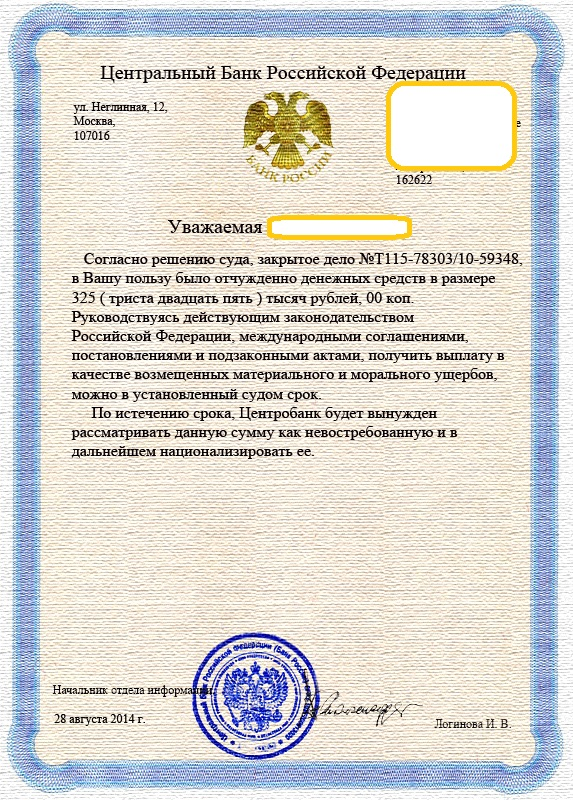 Центральный Банк Российской Федерации
ул. Неглинная, 12,
Москва,
107016
162622
БАНК РОССИИ
Уважаемая
Согласно решению суда, закрытое дело №Т115-78303/10-59348,
в Вашу пользу было отчужденно денежных средств в размере
325 ( триста двадцать пять ) тысяч рублей, 00 коп.
Руководствуясь действующим законодательством
Российской Федерации, международными соглашениями,
постановлениями и подзаконными актами, получить выплату в
качестве возмещенных материального и морального ущербов,
можно в установленный судом срок.
По истечению срока, Центробанк будет вынужден
рассматривать данную сумму как невостребованную и в
дальнейшем национализировать ее.
Начальник отдела информации.
28 августа 2014 г.
Логинова И. В.